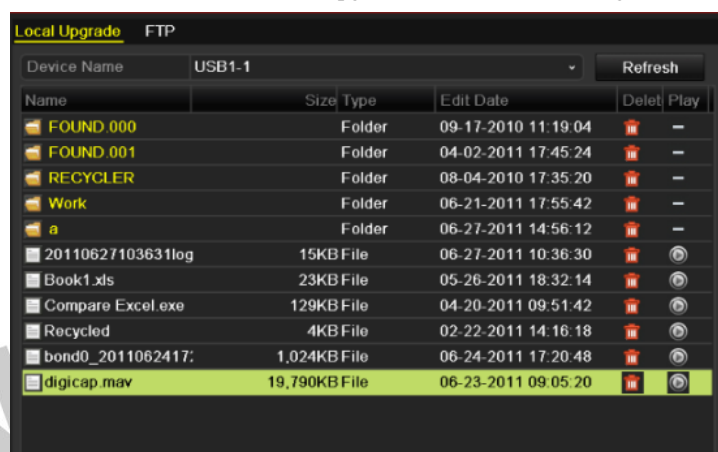 Local Upgrade FTP
Device Name USB1-1 Refresh
Name Size Type Edit Date Delet Play
FOUND.000 Folder 09-17-2010 11:19:04 –
FOUND.001 Folder 04-02-2011 17:45:24 –
RECYCLER Folder 08-04-2010 17:35:20 –
Work Folder 06-21-2011 17:55:42 –
a Folder 06-27-2011 14:56:12 –
20110627103631log 15KB File 06-27-2011 10:36:30
Book1.xls 23KB File 05-26-2011 18:32:14
Compare Excel.exe 129KB File 04-20-2011 09:51:42
Recycled 4KB File 02-22-2011 14:16:18
bond0_2011062417: 1,024KB File 06-24-2011 17:20:48
digicap.mav 19,790KB File 06-23-2011 09:05:20